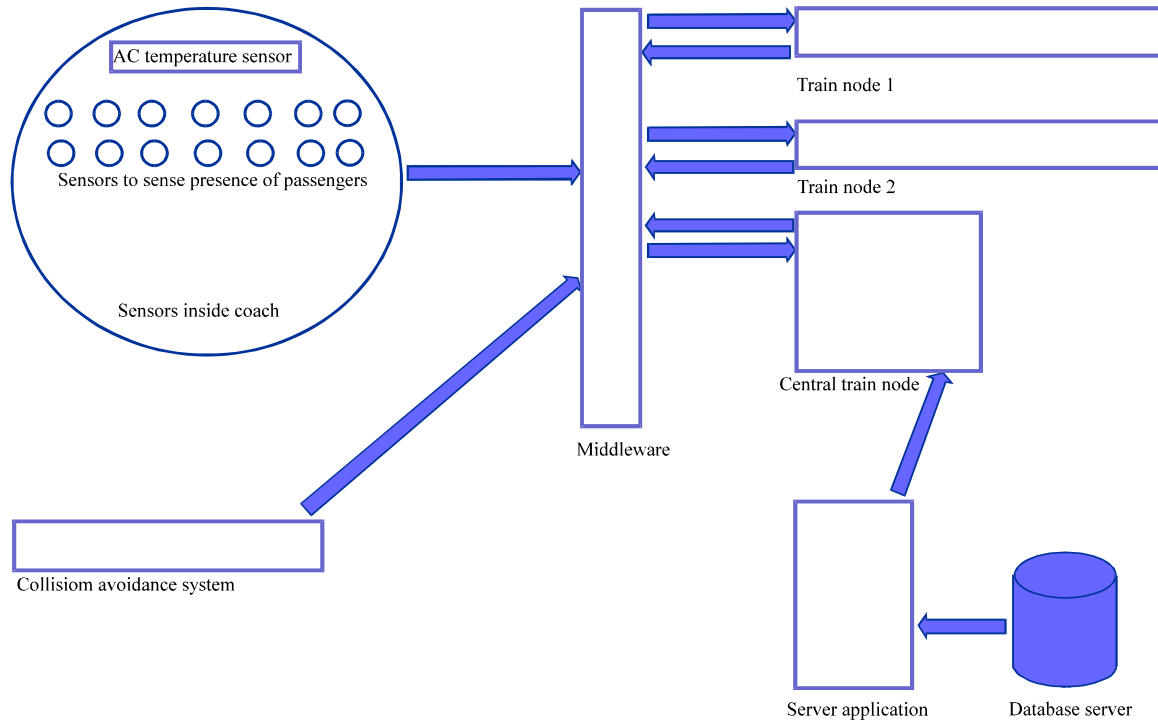 AC temperature sensor
Sensors to sense presence of passengers
Sensors inside coach
Collisiom avoidance system
Middleware
Train node 1
Train node 2
Central train node
Server application
Database server